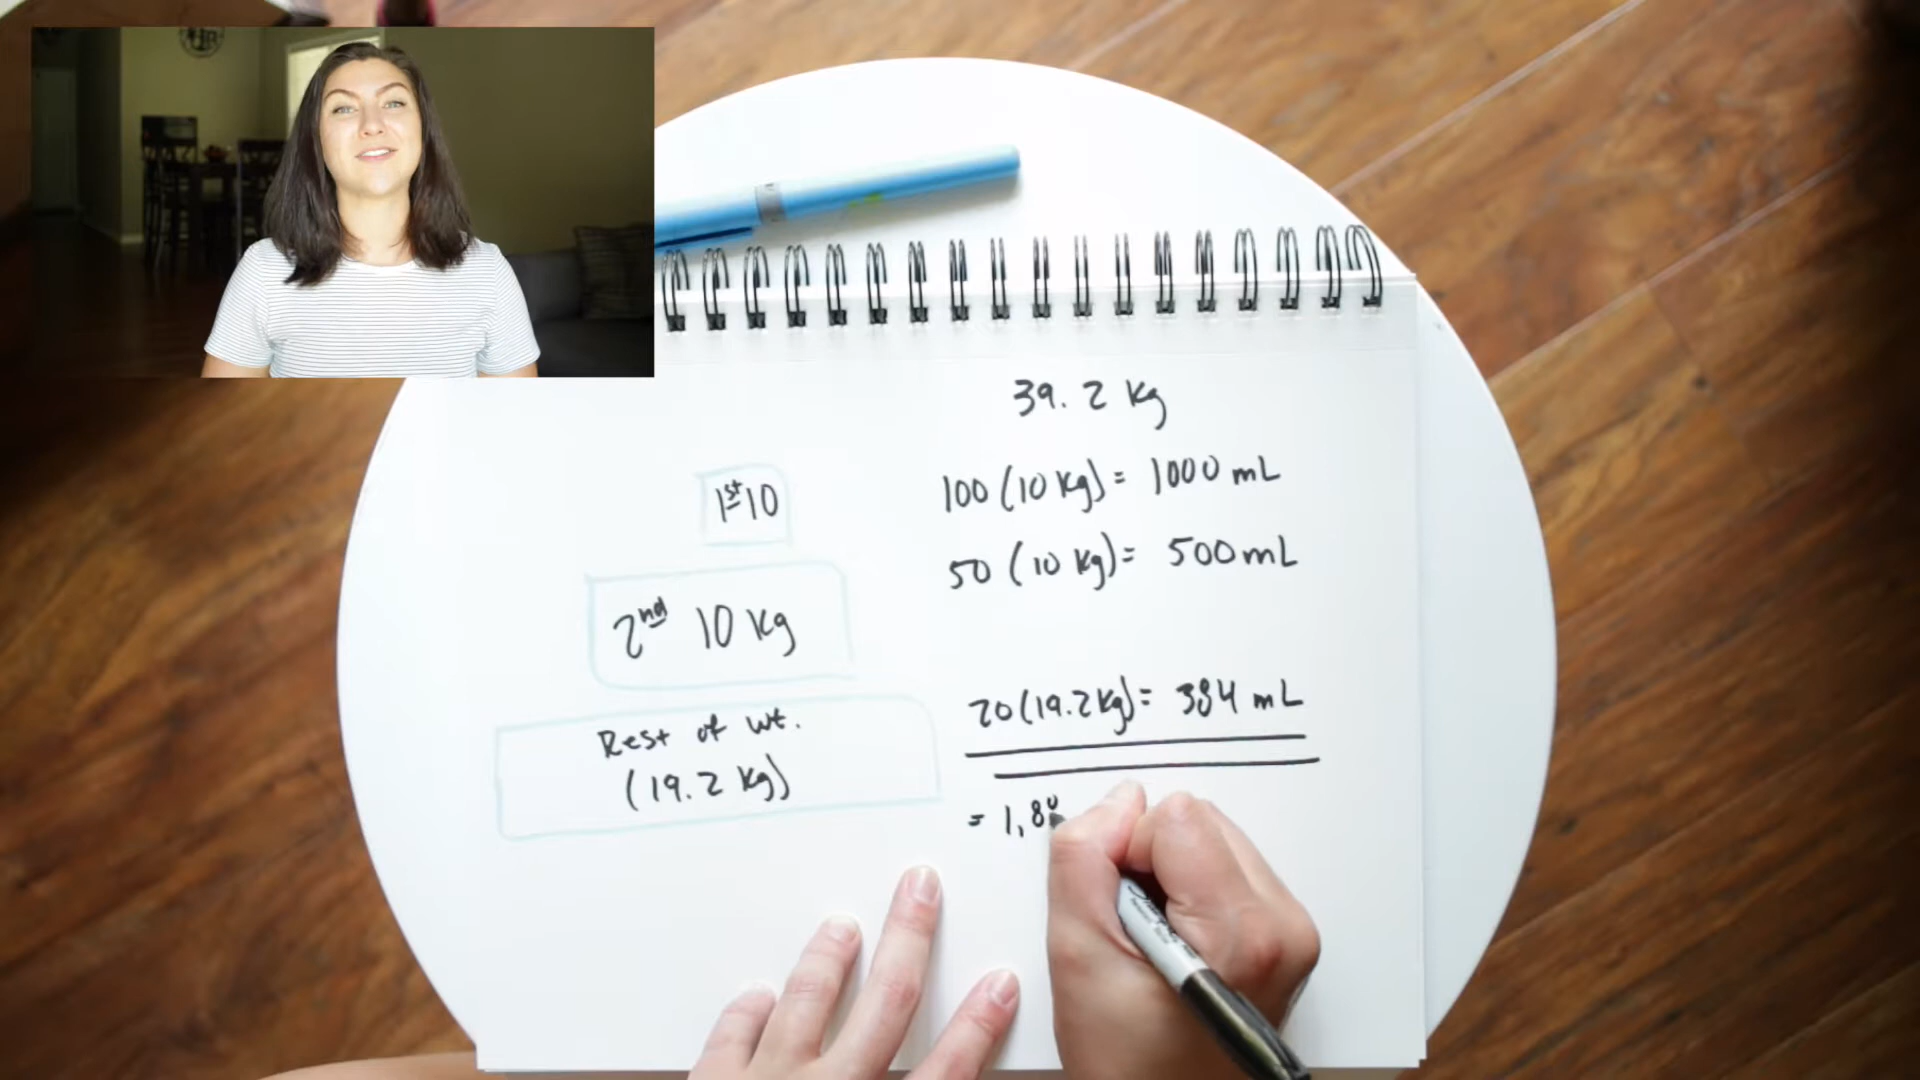 39.2 kg
1st 10
100 (10 kg) = 1000 mL
2nd 10 kg
50 (10 kg) = 500 mL
Rest of wt.
(19.2 kg)
20 (19.2 kg) = 384 mL
= 1,8